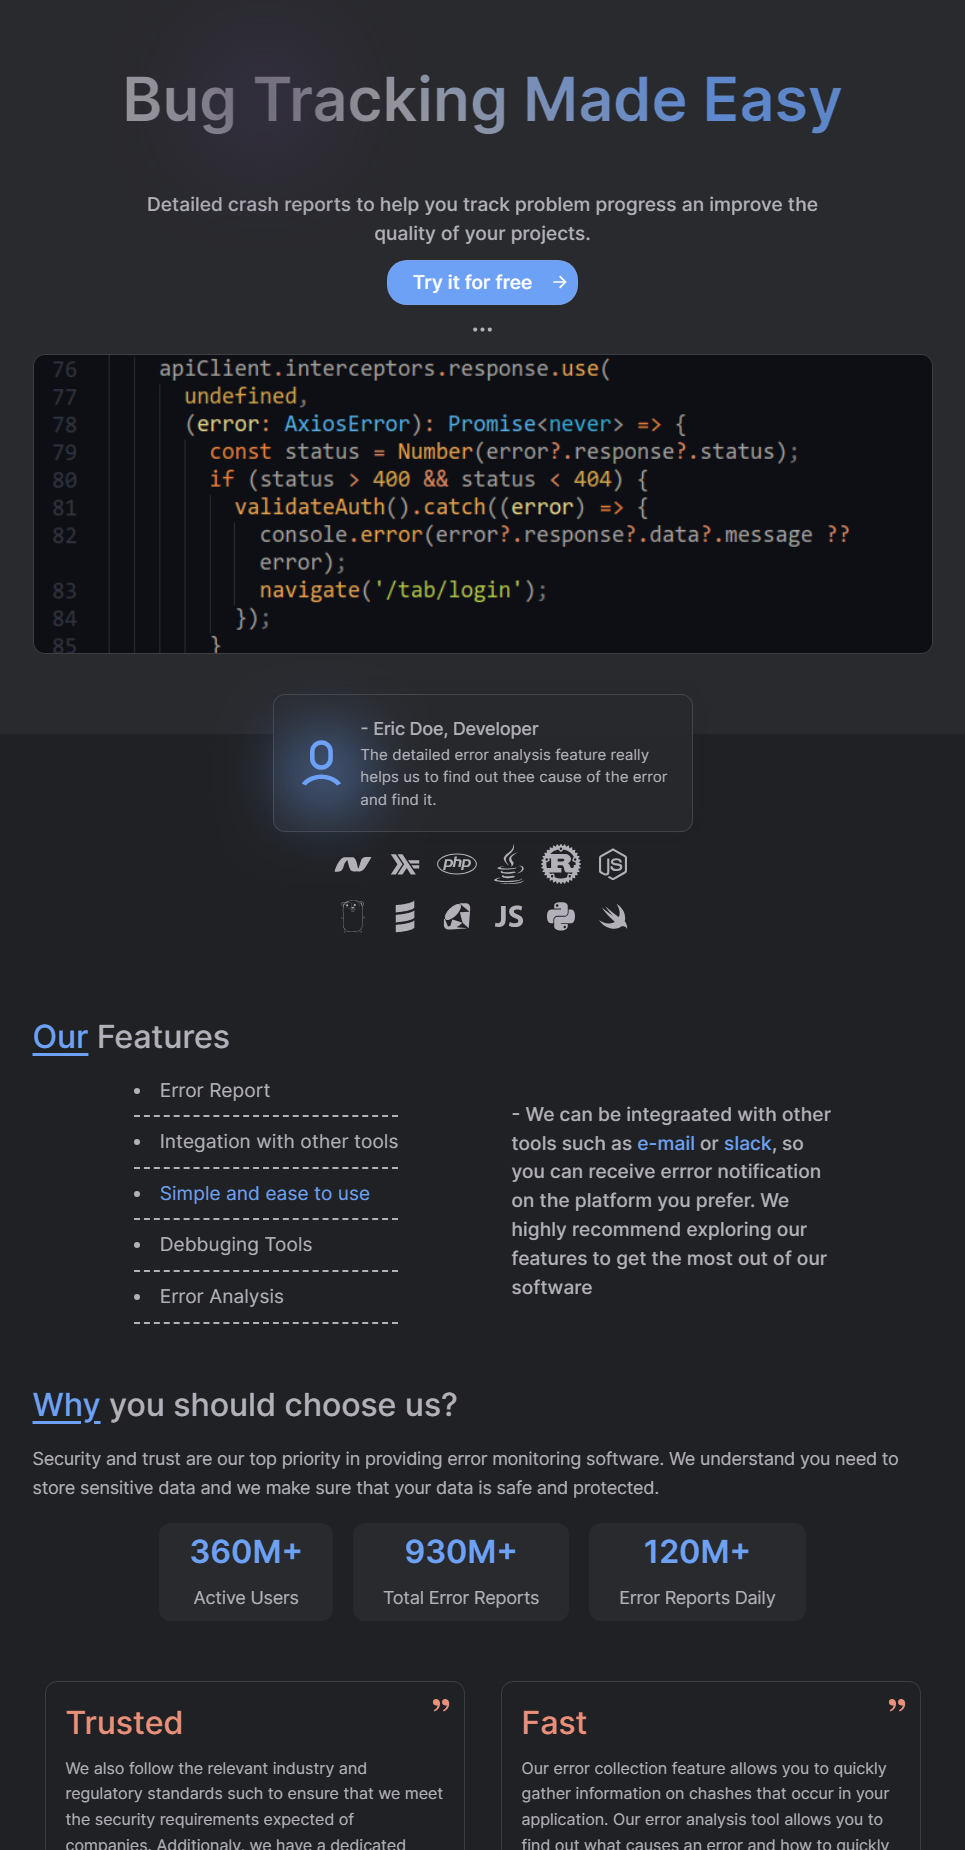 Bug Tracking Made Easy
Detailed crash reports to help you track problem progress an improve the
quality of your projects.
Try it for free →
...
76 apiClient.interceptors.response.use(
77 undefined,
78 (error: AxiosError): Promise<never> => {
79 const status = Number(error?.response?.status);
80 if (status > 400 && status < 404) {
81 validateAuth().catch((error) => {
82 console.error(error?.response?.data?.message ??
error);
83 navigate('/tab/login');
84 });
85 }
- Eric Doe, Developer
The detailed error analysis feature really
helps us to find out thee cause of the error
and find it.
php
R
JS
JS
Our Features
• Error Report
• Integation with other tools
• Simple and ease to use
• Debbuging Tools
• Error Analysis
- We can be integraated with other
tools such as e-mail or slack, so
you can receive errror notification
on the platform you prefer. We
highly recommend exploring our
features to get the most out of our
software
Why you should choose us?
Security and trust are our top priority in providing error monitoring software. We understand you need to
store sensitive data and we make sure that your data is safe and protected.
360M+
Active Users
930M+
Total Error Reports
120M+
Error Reports Daily
Trusted
We also follow the relevant industry and
regulatory standards such to ensure that we meet
the security requirements expected of
companies. Additionaly, we have a dedicated
Fast
Our error collection feature allows you to quickly
gather information on chashes that occur in your
application. Our error analysis tool allows you to
find out what causes an error and how to quickly